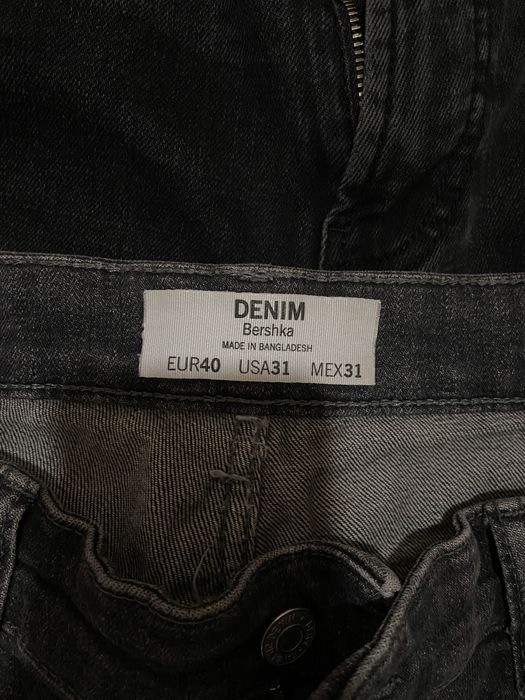 DENIM
Bershka
MADE IN BANGLADESH
EUR40 USA31 MEX31